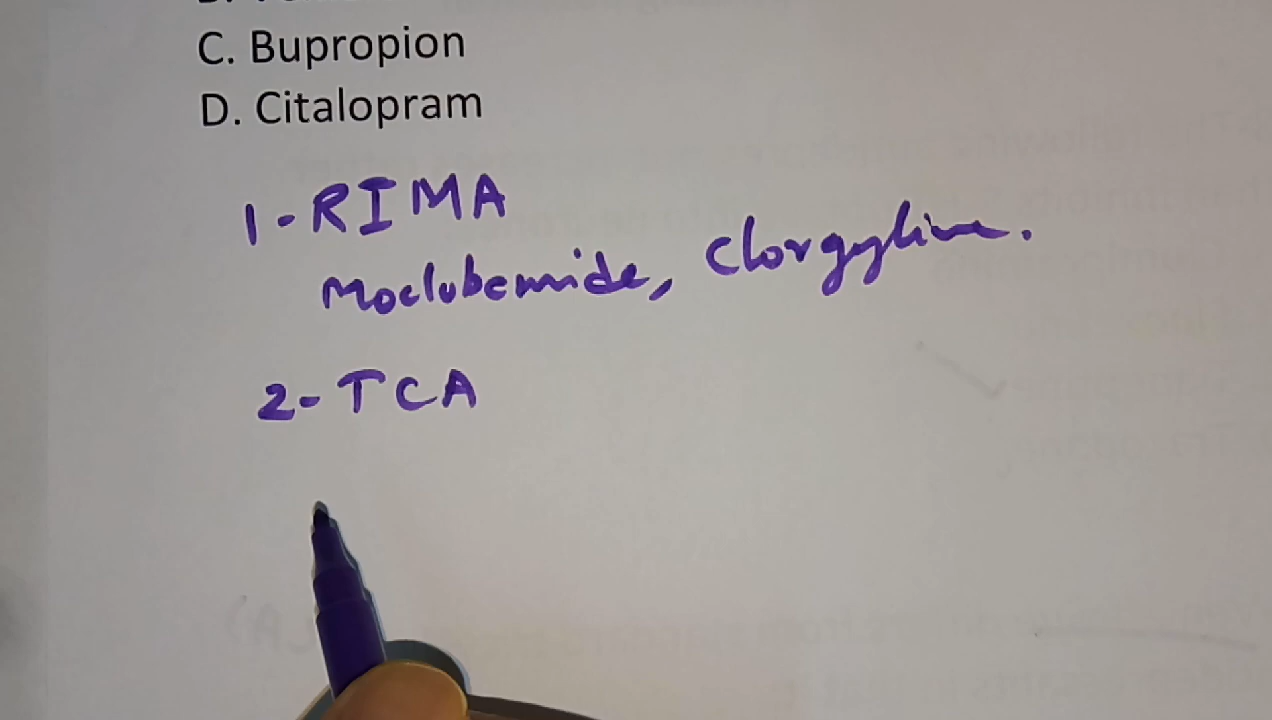 C. Bupropion
D. Citalopram
1-RIMA
Moclobemide, Clorgyline.
2-TCA